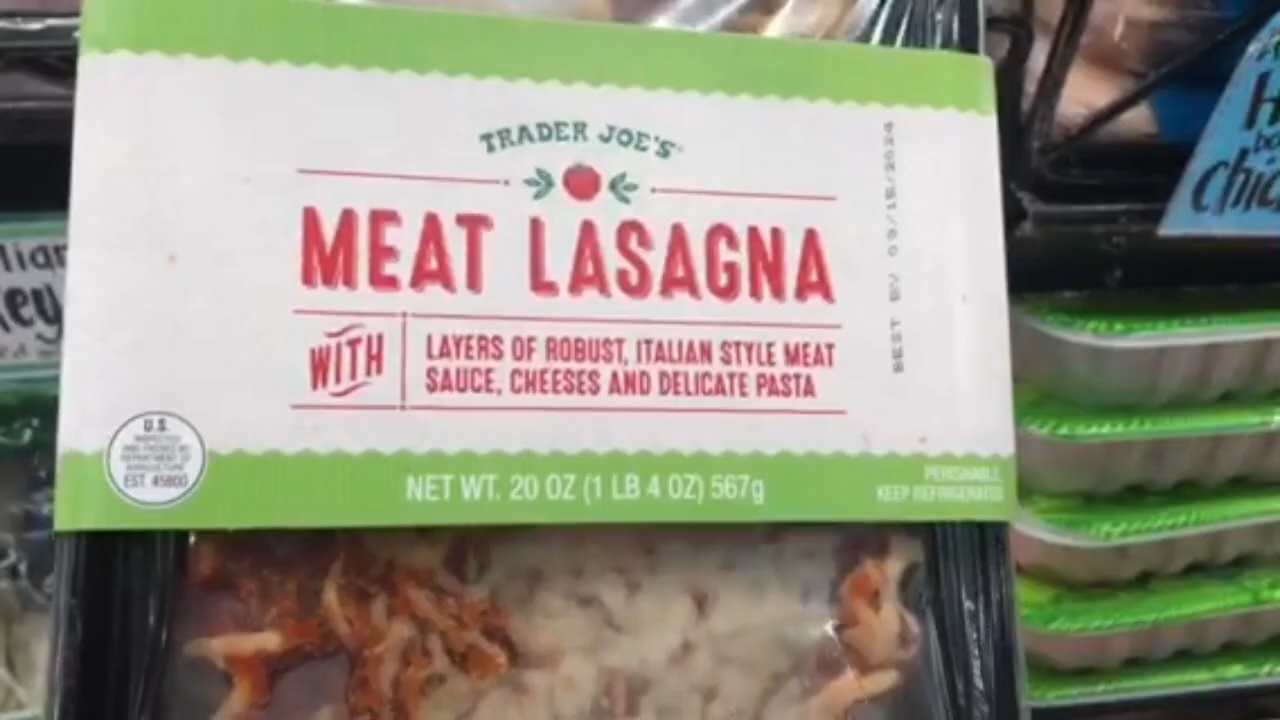 TRADER JOE'S
MEAT LASAGNA
WITH
LAYERS OF ROBUST, ITALIAN STYLE MEAT
SAUCE, CHEESES AND DELICATE PASTA
BEST BY 09/15/2024
U.S.
INSPECTED
AND PASSED BY
DEPARTMENT OF
AGRICULTURE
EST. 45800
NET WT. 20 OZ (1 LB 4 OZ) 567g
PERISHABLE,
KEEP REFRIGERATED